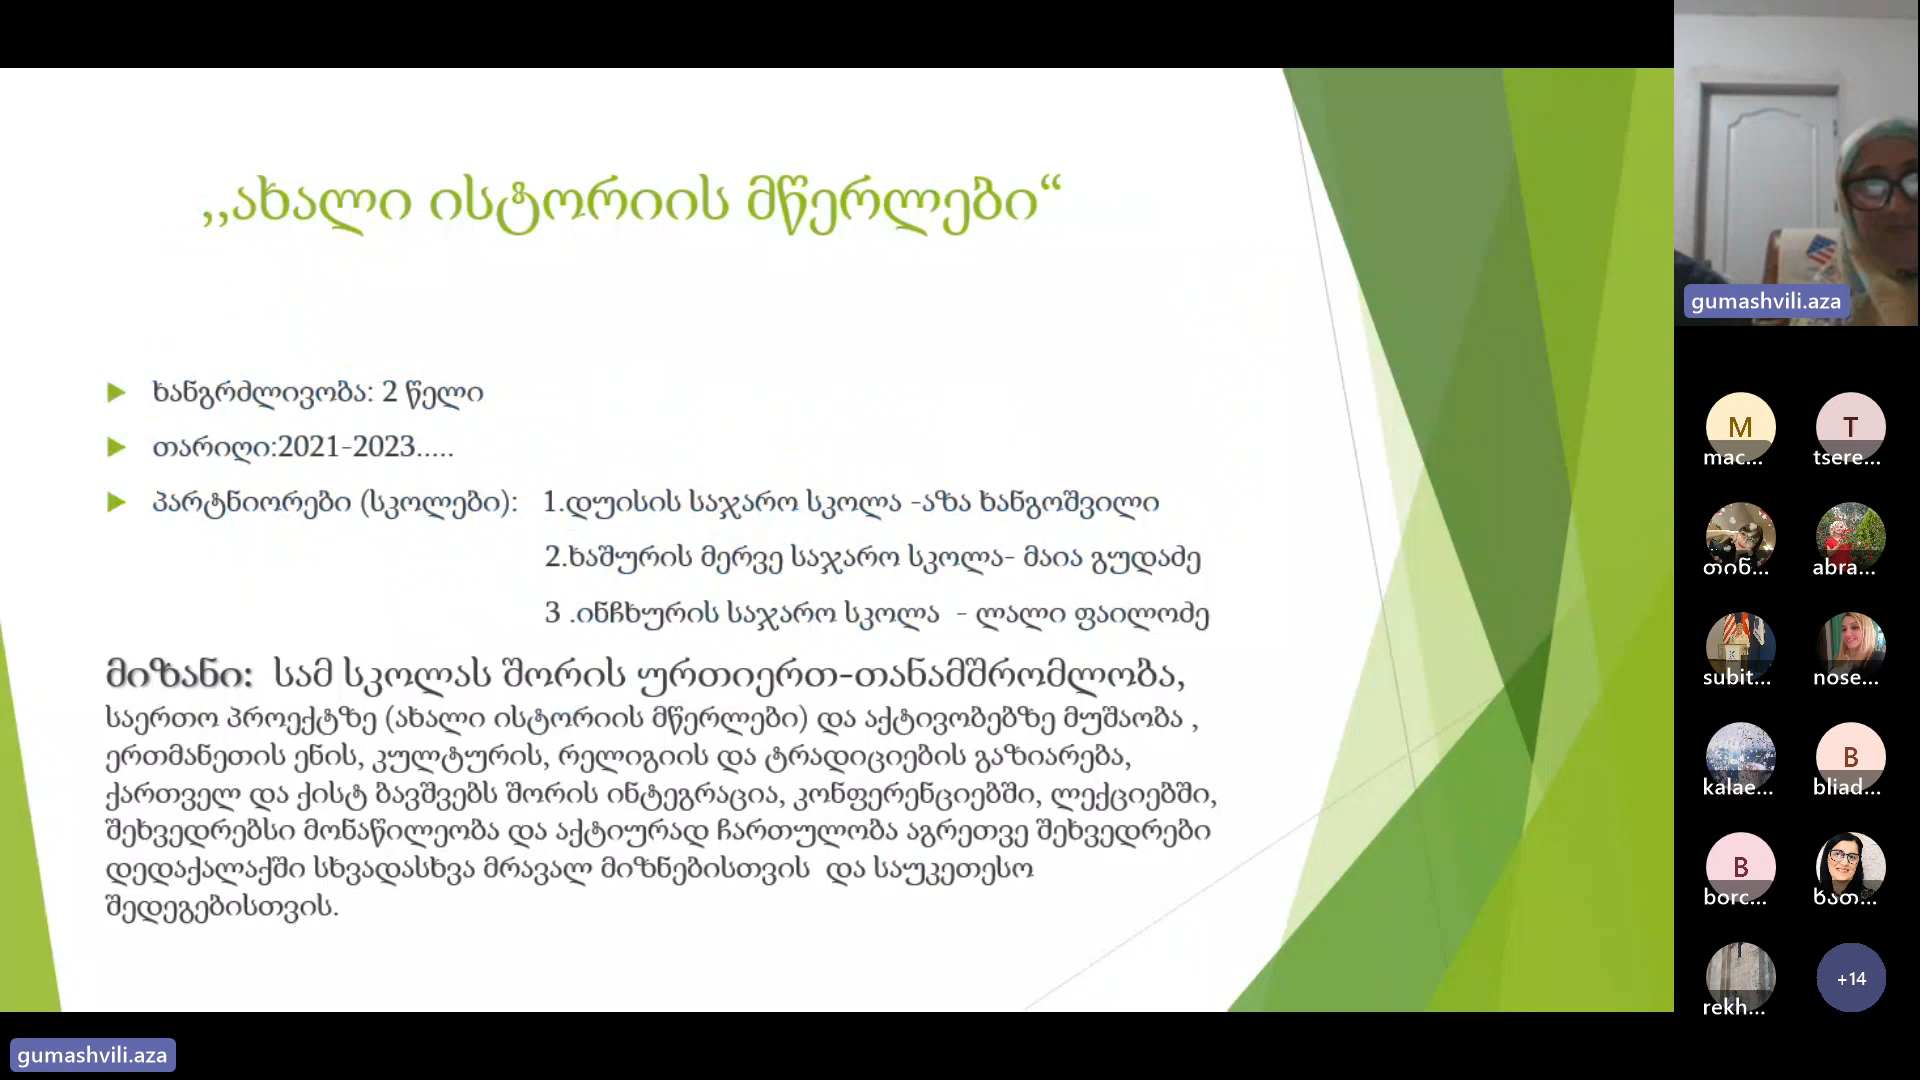 ,,ახალი ისტორიის მწერლები“
ხანგრძლივობა: 2 წელი
თარიღი:2021-2023.....
პარტნიორები (სკოლები): 1.დუისის საჯარო სკოლა -აზა ხანგოშვილი
2.ხაშურის მერვე საჯარო სკოლა- მაია გუდაძე
3 .ინჩხურის საჯარო სკოლა - ლალი ფაილოძე
მიზანი: სამ სკოლას შორის ურთიერთ-თანამშრომლობა,
საერთო პროექტზე (ახალი ისტორიის მწერლები) და აქტივობებზე მუშაობა ,
ერთმანეთის ენის, კულტურის, რელიგიის და ტრადიციების გაზიარება,
ქართველ და ქისტ ბავშვებს შორის ინტეგრაცია, კონფერენციებში, ლექციებში,
შეხვედრებსი მონაწილეობა და აქტიურად ჩართულობა აგრეთვე შეხვედრები
დედაქალაქში სხვადასხვა მრავალ მიზნებისთვის და საუკეთესო
შედეგებისთვის.
gumashvili.aza
M T
mac... tsere...
თინ... abra...
subit... nose...
B
kalae... bliad...
B
borc... ხათ...
+14
rekh...
gumashvili.aza